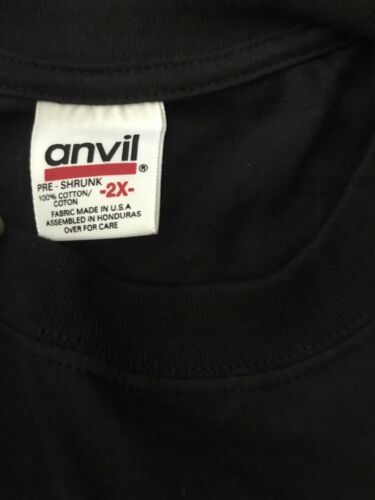 anvil®
PRE-SHRUNK
100% COTTON/
COTON
-2X-
FABRIC MADE IN U.S.A
ASSEMBLED IN HONDURAS
OVER FOR CARE